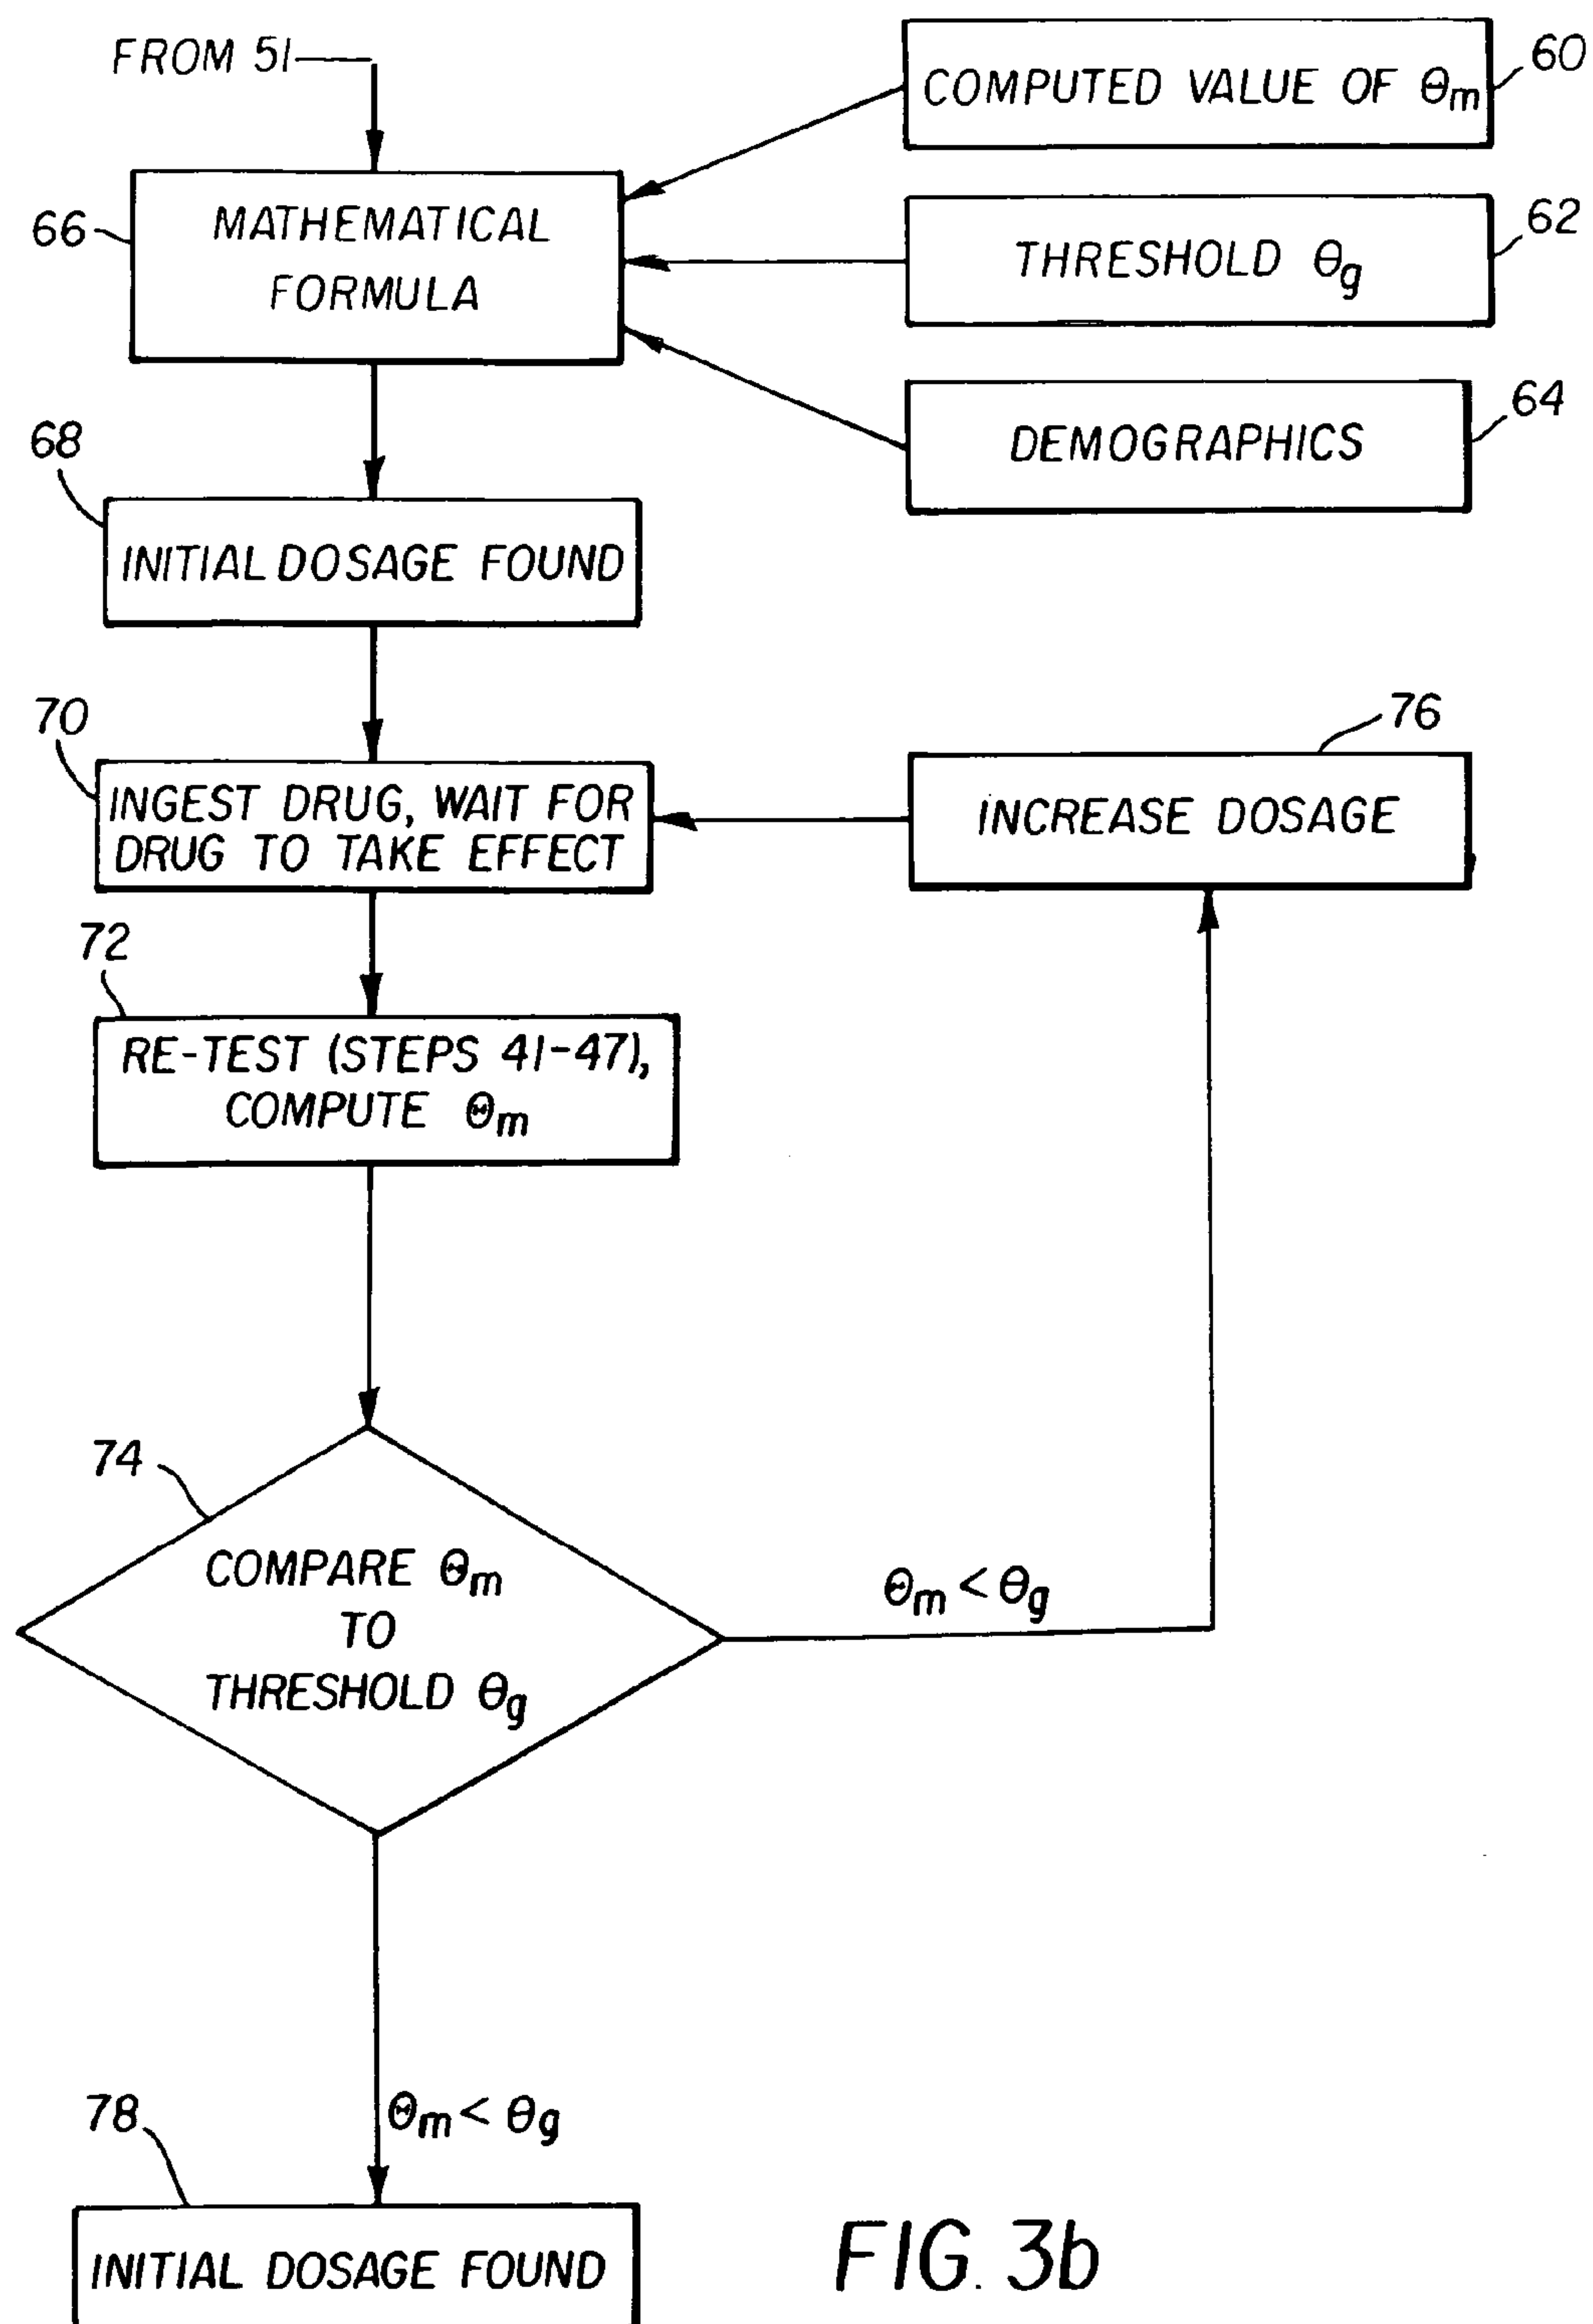 FROM 51
COMPUTED VALUE OF Θm
60
66
MATHEMATICAL
FORMULA
THRESHOLD θg
62
DEMOGRAPHICS
64
68
INITIAL DOSAGE FOUND
70
INGEST DRUG, WAIT FOR
DRUG TO TAKE EFFECT
76
INCREASE DOSAGE
72
RE-TEST (STEPS 41-47),
COMPUTE Θm
74
COMPARE Θm
TO
THRESHOLD θg
Θm < θg
Θm < θg
78
INITIAL DOSAGE FOUND
FIG. 3b